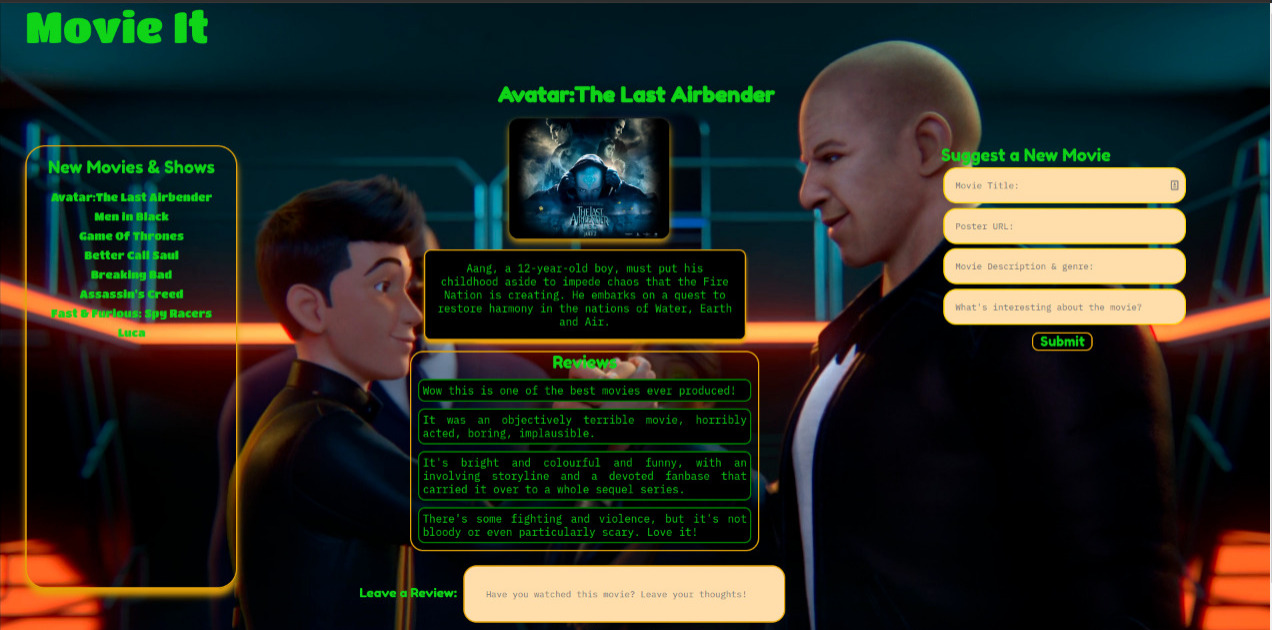 Movie It
Avatar:The Last Airbender
New Movies & Shows
Avatar:The Last Airbender
Men in Black
Game Of Thrones
Better Call Saul
Breaking Bad
Assassin's Creed
Fast & Furious: Spy Racers
Luca
THE LAST
AIRBENDER
Aang, a 12-year-old boy, must put his
childhood aside to impede chaos that the Fire
Nation is creating. He embarks on a quest to
restore harmony in the nations of Water, Earth
and Air.
Reviews
Wow this is one of the best movies ever produced!
It was an objectively terrible movie, horribly
acted, boring, implausible.
It's bright and colourful and funny, with an
involving storyline and a devoted fanbase that
carried it over to a whole sequel series.
There's some fighting and violence, but it's not
bloody or even particularly scary. Love it!
Leave a Review:
Have you watched this movie? Leave your thoughts!
Suggest a New Movie
Movie Title:
Poster URL:
Movie Description & genre:
What's interesting about the movie?
Submit